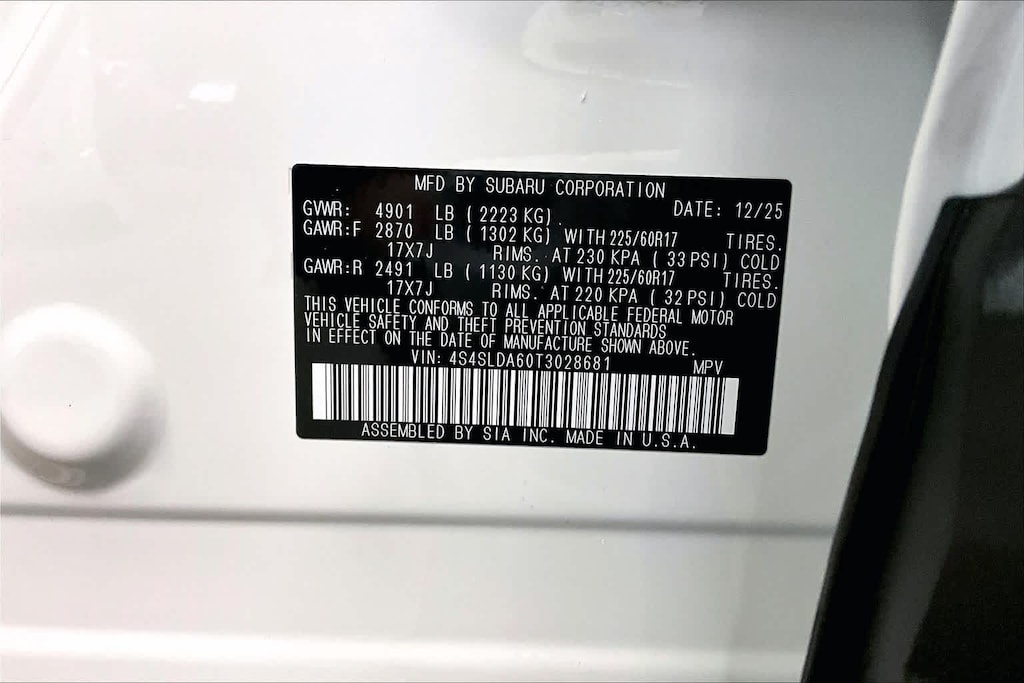 MFD BY SUBARU CORPORATION
GVWR: 4901 LB (2223 KG). DATE: 12/25
GAWR:F 2870 LB (1302 KG) WITH 225/60R17 TIRES.
17X7J RIMS. AT 230 KPA (33 PSI) COLD
GAWR:R 2491 LB (1130 KG) WITH 225/60R17 TIRES.
17X7J RIMS. AT 220 KPA (32 PSI) COLD
THIS VEHICLE CONFORMS TO ALL APPLICABLE FEDERAL MOTOR
VEHICLE SAFETY AND THEFT PREVENTION STANDARDS
IN EFFECT ON THE DATE OF MANUFACTURE SHOWN ABOVE.
VIN: 4S4SLDA60T3028681 MPV
ASSEMBLED BY SIA INC. MADE IN U.S.A.